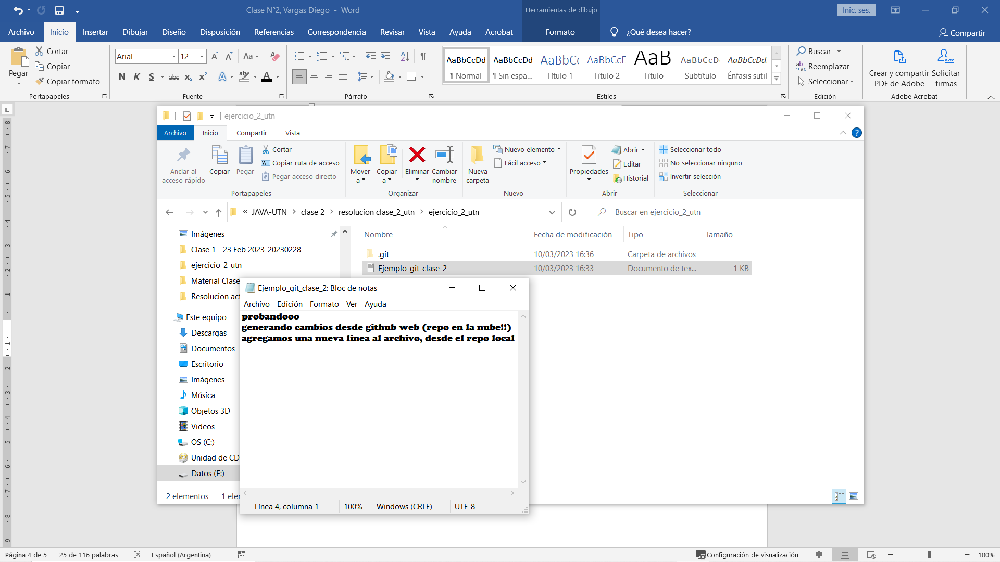 Clase N°2, Vargas Diego - Word
Herramientas de dibujo
Inic. ses.
Archivo Inicio Insertar Dibujar Diseño Disposición Referencias Correspondencia Revisar Vista Ayuda Acrobat Formato ¿Qué desea hacer? Compartir
Pegar
Cortar
Copiar
Copiar formato
Portapapeles
Arial 12 Aa
N K S abc x₂ x² A ab A
Fuente
Párrafo
AaBbCcDd AaBbCcDd AaBbCc AaBbCcD AaB AaBbCcD AaBbCcDd
¶ Normal ¶ Sin espa... Título 1 Título 2 Título Subtítulo Énfasis sutil
Estilos
Buscar
Reemplazar
Seleccionar
Edición
Crear y compartir PDF de Adobe
Solicitar firmas
Adobe Acrobat
ejercicio_2_utn
Archivo Inicio Compartir Vista
Anclar al acceso rápido
Copiar
Pegar
Cortar
Copiar ruta de acceso
Pegar acceso directo
Portapapeles
Mover a
Copiar a
Eliminar
Cambiar nombre
Organizar
Nueva carpeta
Nuevo elemento
Fácil acceso
Nuevo
Propiedades
Abrir
Editar
Historial
Abrir
Seleccionar todo
No seleccionar ninguno
Invertir selección
Seleccionar
« JAVA-UTN > clase 2 > resolucion clase_2_utn > ejercicio_2_utn
Buscar en ejercicio_2_utn
Nombre Fecha de modificación Tipo Tamaño
.git 10/03/2023 16:36 Carpeta de archivos
Ejemplo_git_clase_2 10/03/2023 16:33 Documento de tex... 1 KB
Imágenes
Clase 1 - 23 Feb 2023-20230228
ejercicio_2_utn
Material Clase
Resolucion act
Este equipo
Descargas
Documentos
Escritorio
Imágenes
Música
Objetos 3D
Videos
OS (C:)
Unidad de CD
Datos (E:)
2 elementos 1 eler
Ejemplo_git_clase_2: Bloc de notas
Archivo Edición Formato Ver Ayuda
probandooo
generando cambios desde github web (repo en la nube!!)
agregamos una nueva linea al archivo, desde el repo local
Línea 4, columna 1 100% Windows (CRLF) UTF-8
Página 4 de 5 25 de 116 palabras Español (Argentina) Configuración de visualización 100%